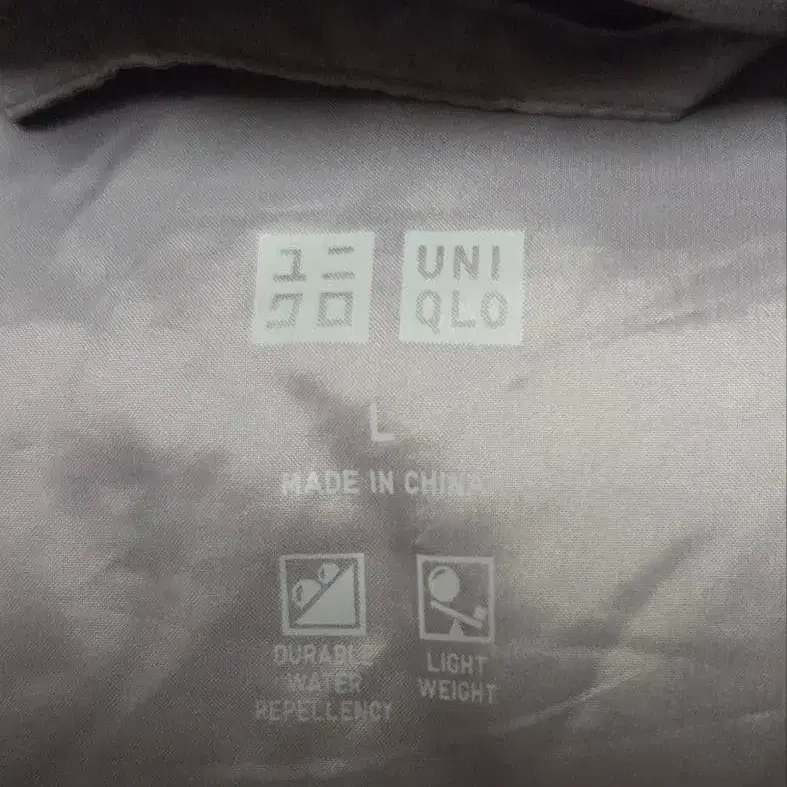 ユニ
クロ
UNI
QLO
L
MADE IN CHINA
DURABLE
WATER
REPELLENCY
LIGHT
WEIGHT